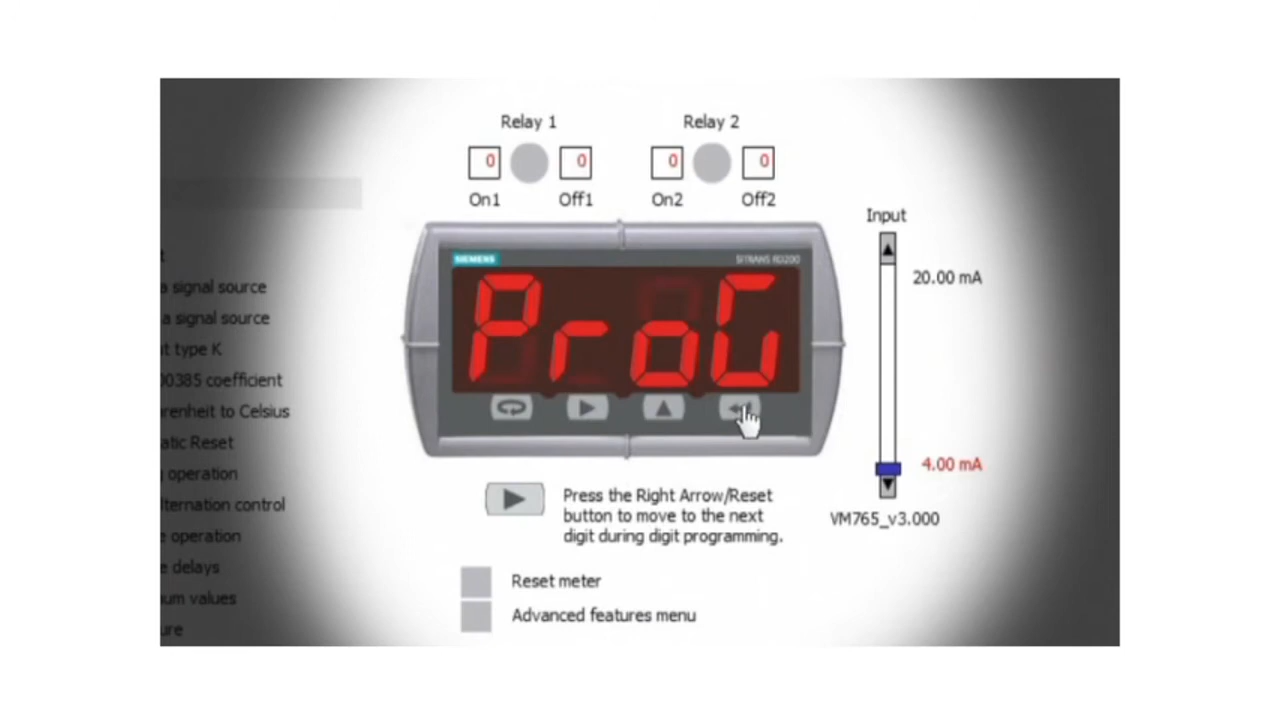 Relay 1
Relay 2
0
0
0
0
On1
Off1
On2
Off2
Input
SIEMENS
SITRANS RD200
20.00 mA
ProG
a signal source
a signal source
t type K
00385 coefficient
renheit to Celsius
atic Reset
operation
lternation control
operation
delays
um values
ure
4.00 mA
VM765_v3.000
Press the Right Arrow/Reset
button to move to the next
digit during digit programming.
Reset meter
Advanced features menu